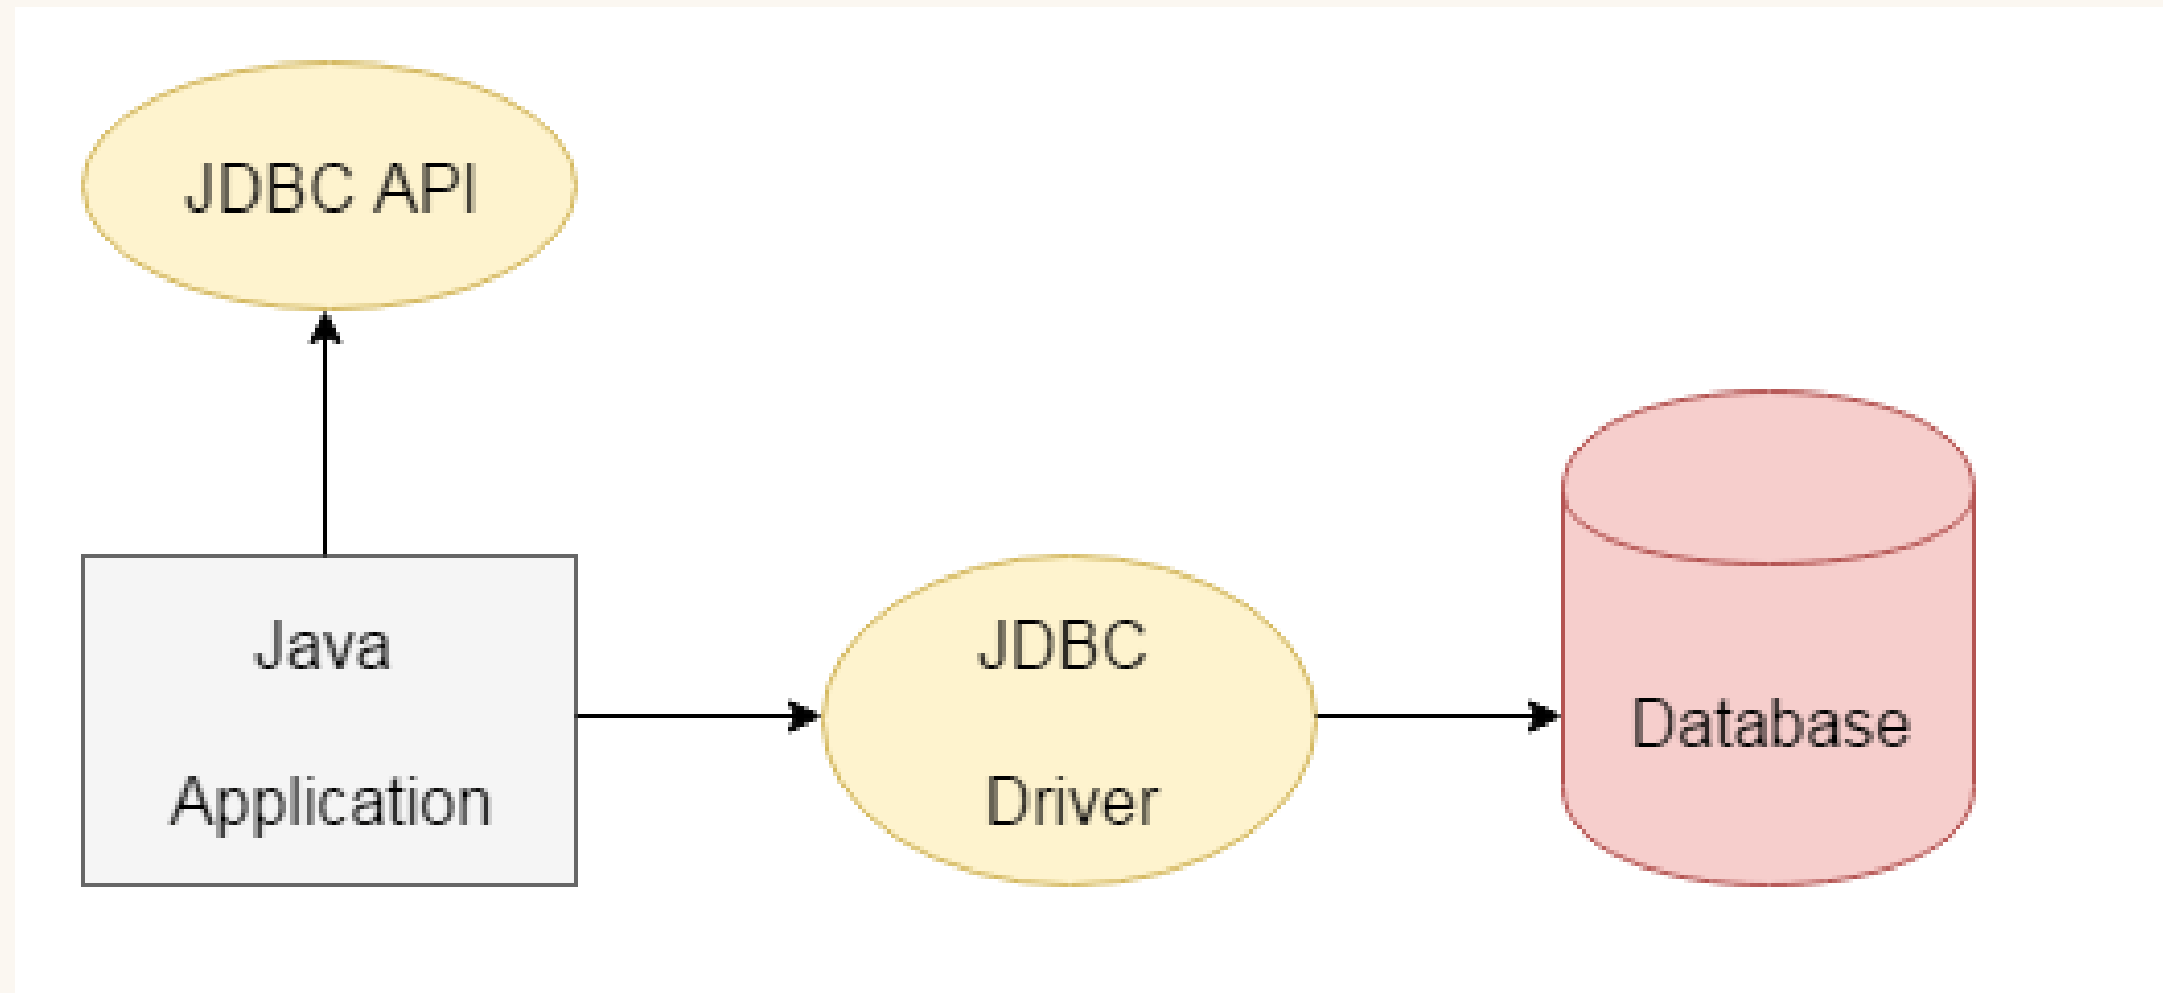 JDBC API
Java
Application
JDBC
Driver
Database